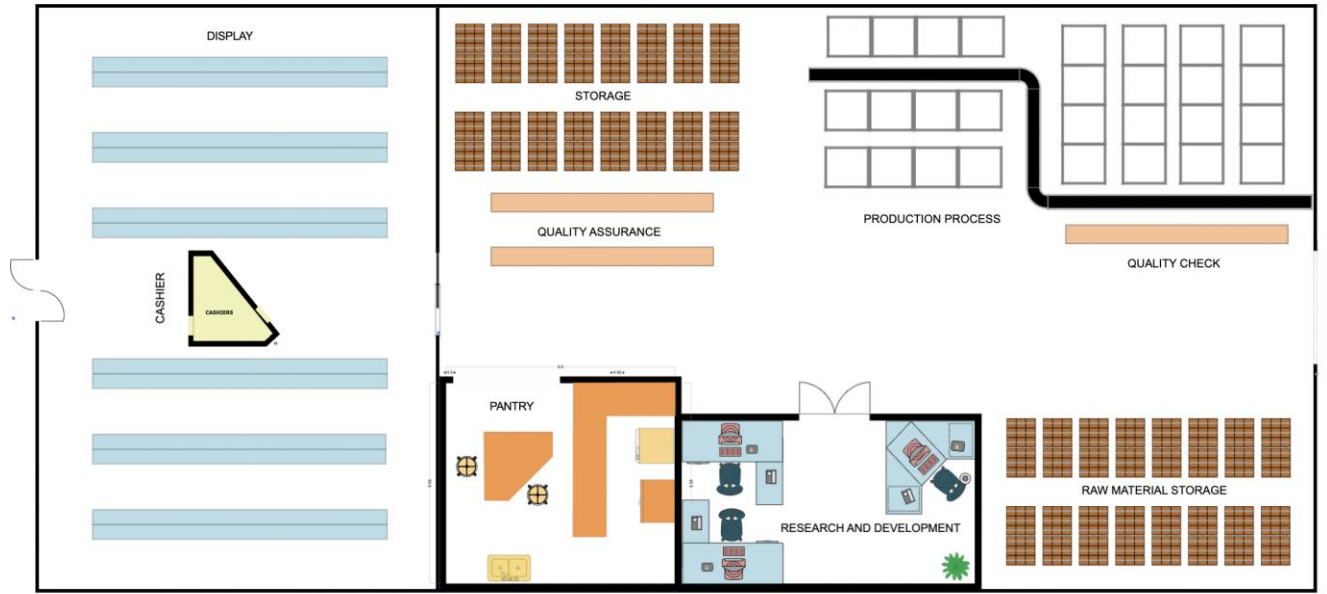 DISPLAY
STORAGE
QUALITY ASSURANCE
PRODUCTION PROCESS
QUALITY CHECK
CASHIER
CASHIERS
PANTRY
RAW MATERIAL STORAGE
RESEARCH AND DEVELOPMENT